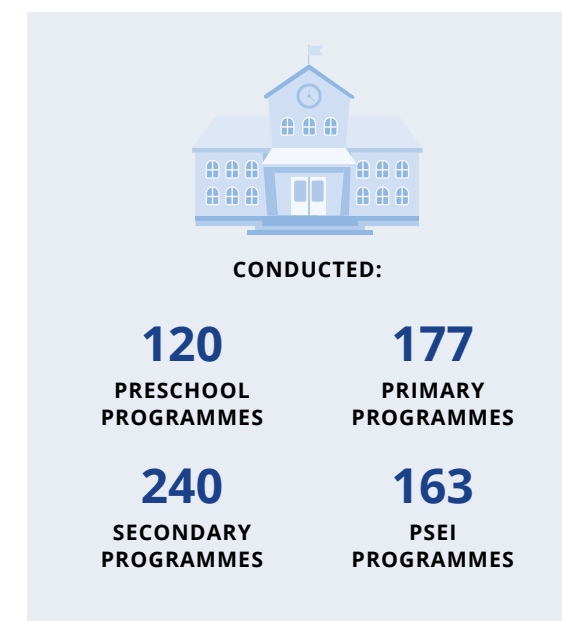 CONDUCTED:
120
PRESCHOOL
PROGRAMMES
177
PRIMARY
PROGRAMMES
240
SECONDARY
PROGRAMMES
163
PSEI
PROGRAMMES